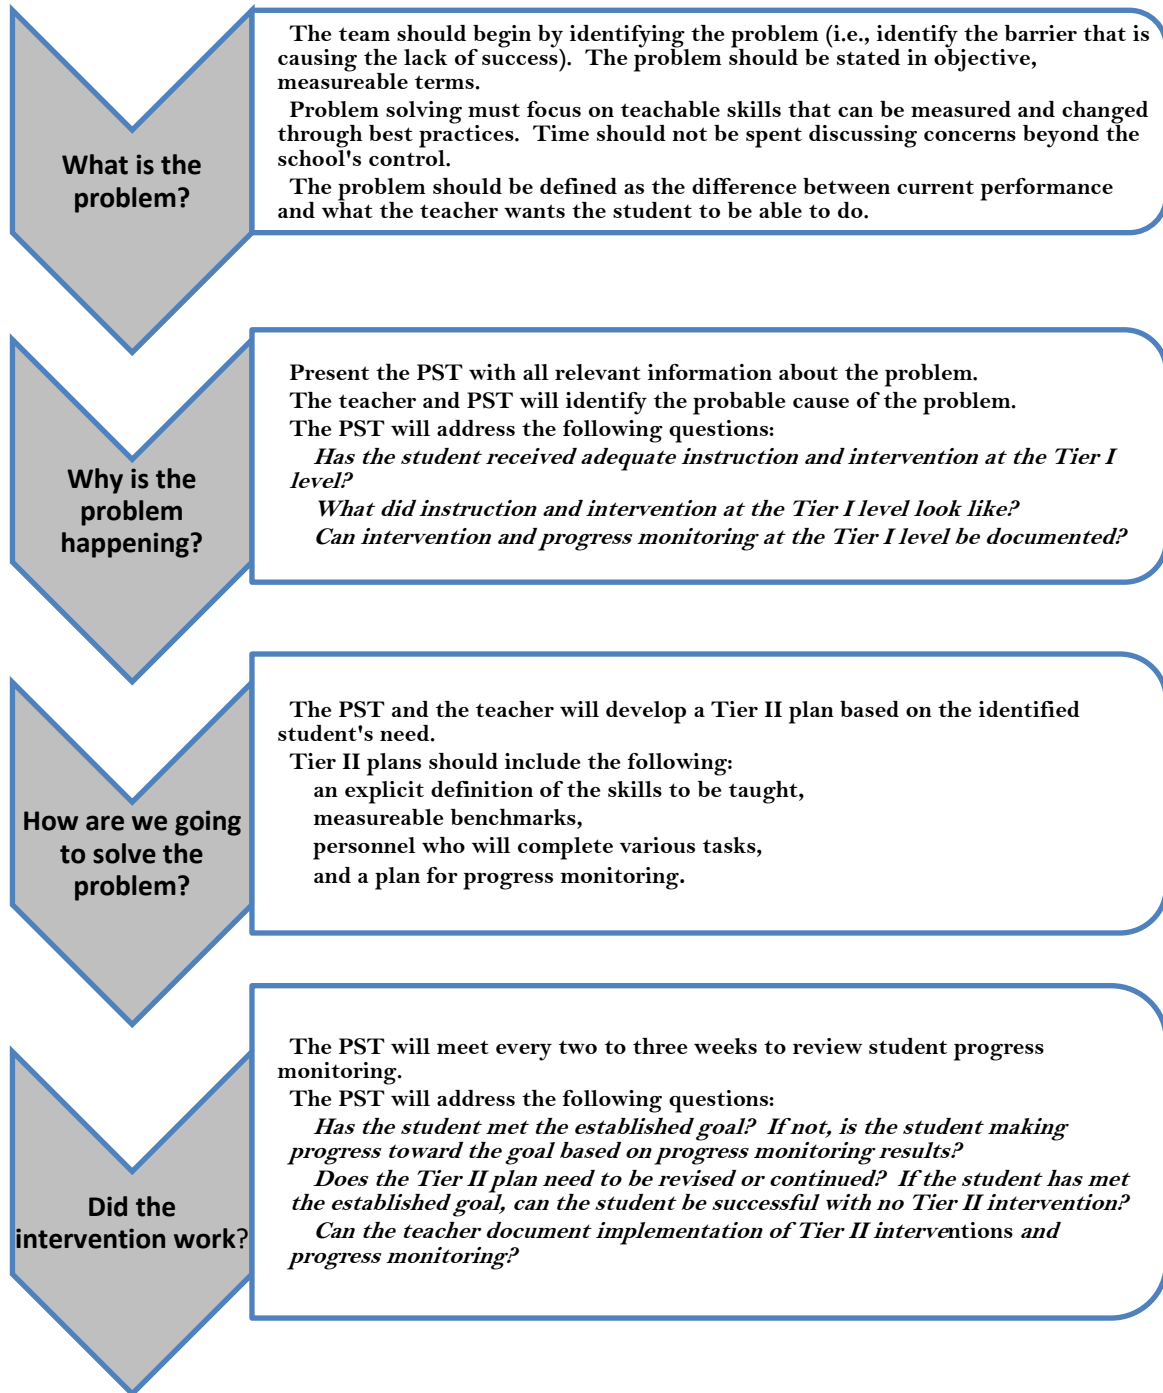 What is the
problem?
The team should begin by identifying the problem (i.e., identify the barrier that is
causing the lack of success).  The problem should be stated in objective,
measureable terms.
Problem solving must focus on teachable skills that can be measured and changed
through best practices.  Time should not be spent discussing concerns beyond the
school's control.
The problem should be defined as the difference between current performance
and what the teacher wants the student to be able to do.
Why is the
problem
happening?
Present the PST with all relevant information about the problem.
The teacher and PST will identify the probable cause of the problem.
The PST will address the following questions:
Has the student received adequate instruction and intervention at the Tier I
level?
What did instruction and intervention at the Tier I level look like?
Can intervention and progress monitoring at the Tier I level be documented?
How are we going
to solve the
problem?
The PST and the teacher will develop a Tier II plan based on the identified
student's need.
Tier II plans should include the following:
an explicit definition of the skills to be taught,
measureable benchmarks,
personnel who will complete various tasks,
and a plan for progress monitoring.
Did the
intervention work?
The PST will meet every two to three weeks to review student progress
monitoring.
The PST will address the following questions:
Has the student met the established goal?  If not, is the student making
progress toward the goal based on progress monitoring results?
Does the Tier II plan need to be revised or continued?  If the student has met
the established goal, can the student be successful with no Tier II intervention?
Can the teacher document implementation of Tier II interventions and
progress monitoring?